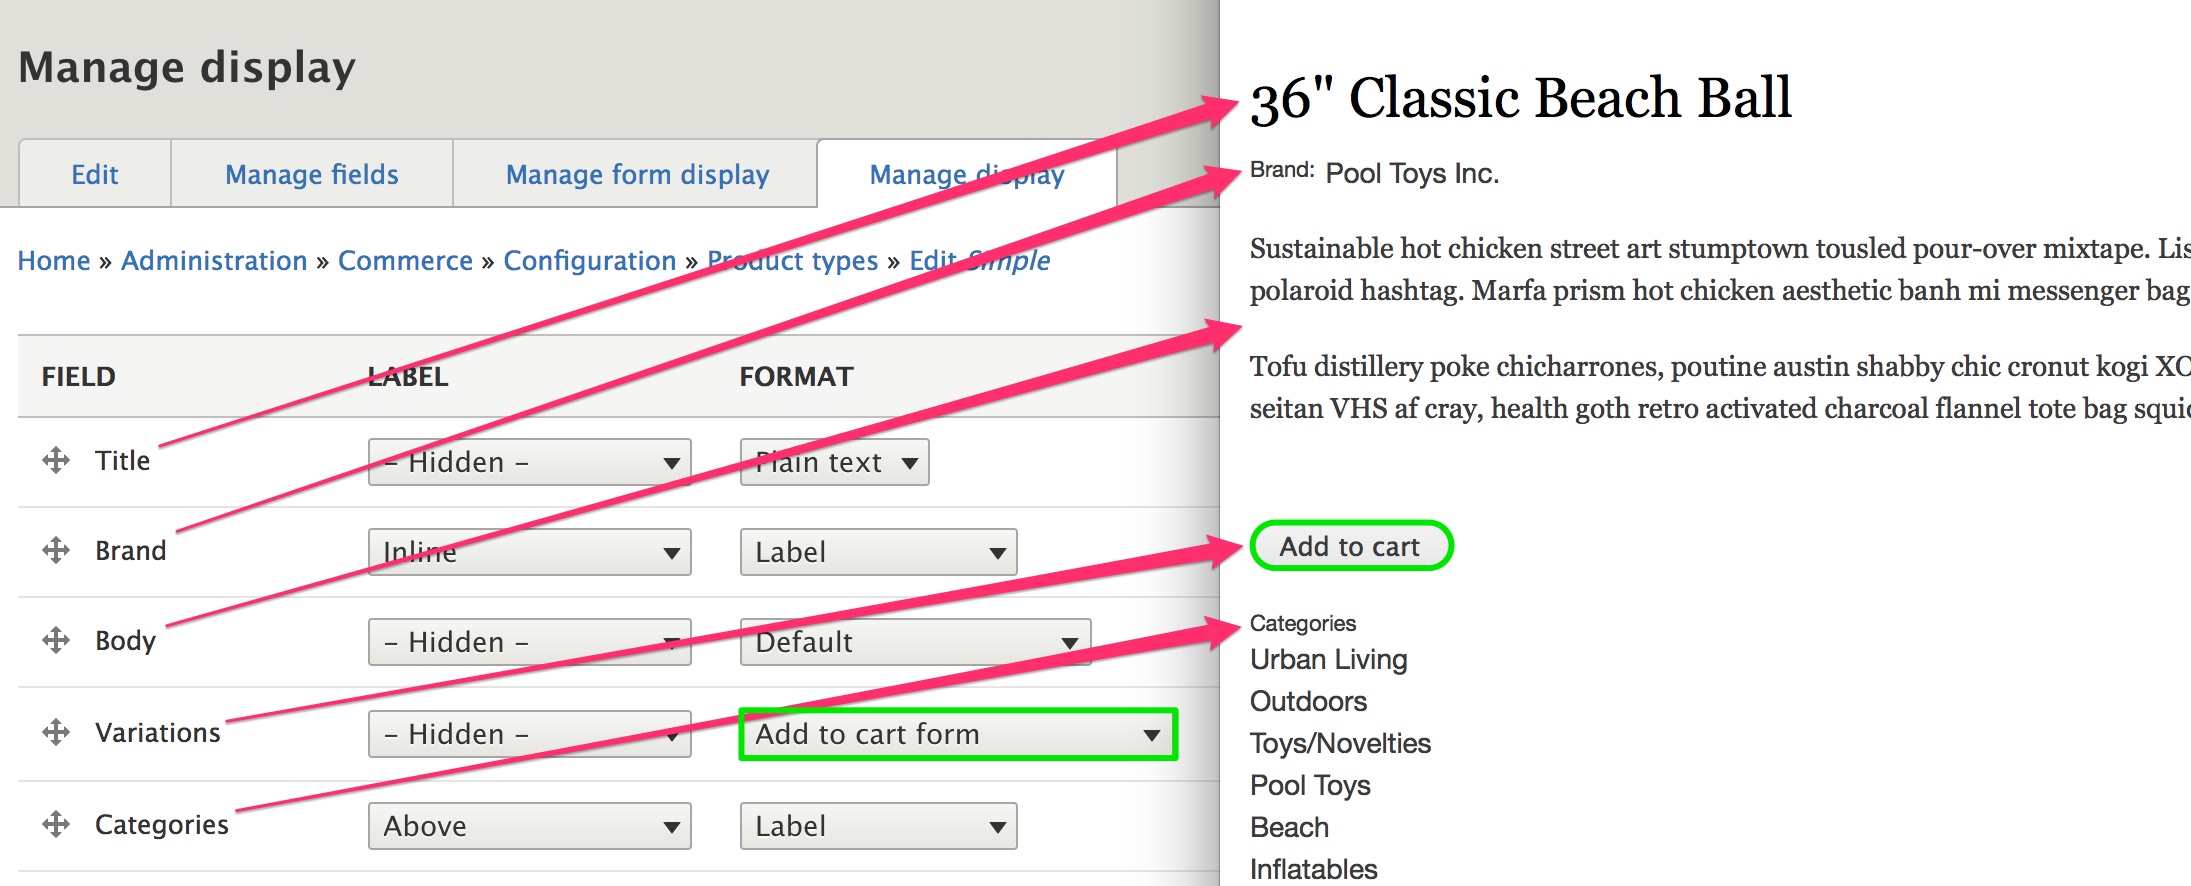 Manage display
Edit
Manage fields
Manage form display
Manage display
Home » Administration » Commerce » Configuration » Product types » Edit Simple
FIELD LABEL FORMAT
Title - Hidden - Plain text
Brand Inline Label
Body - Hidden - Default
Variations - Hidden - Add to cart form
Categories Above Label
36" Classic Beach Ball
Brand: Pool Toys Inc.
Sustainable hot chicken street art stumptown tousled pour-over mixtape.
polaroid hashtag. Marfa prism hot chicken aesthetic banh mi messenger bag
Tofu distillery poke chicharrones, poutine austin shabby chic cronut kogi
seitan VHS af cray, health goth retro activated charcoal flannel tote bag
Add to cart
Categories
Urban Living
Outdoors
Toys/Novelties
Pool Toys
Beach
Inflatables